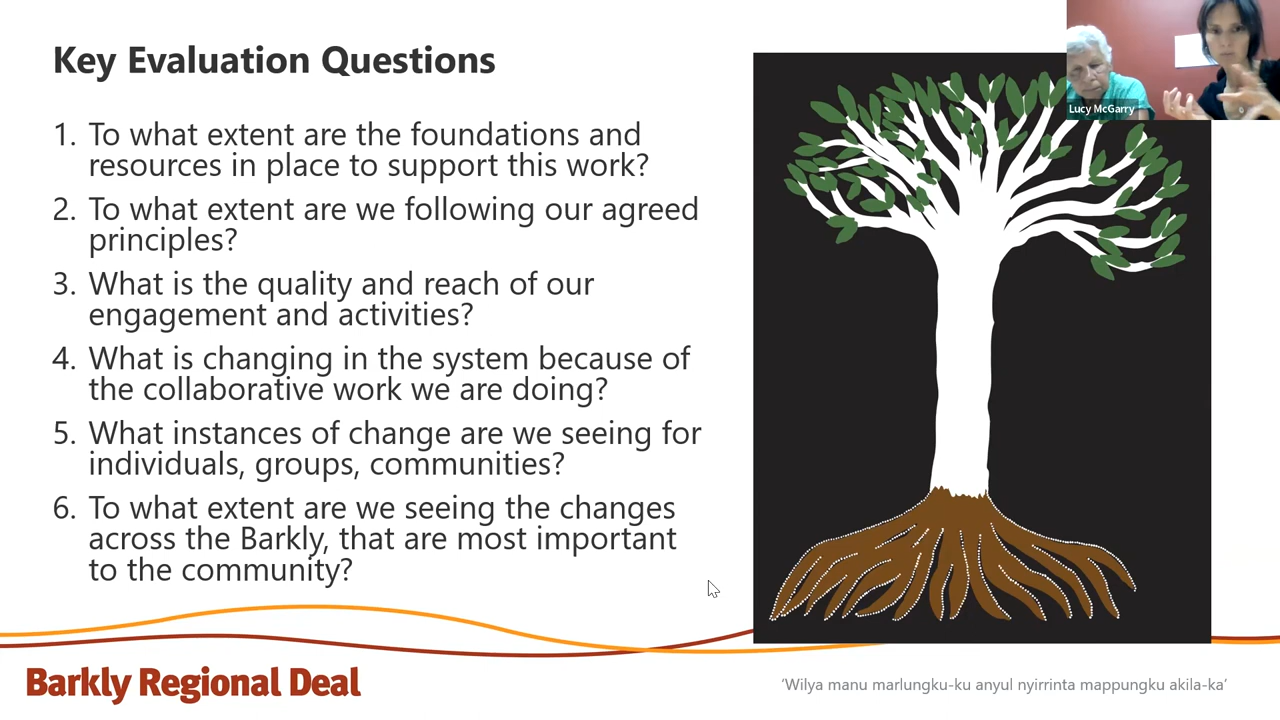 Key Evaluation Questions
1. To what extent are the foundations and
resources in place to support this work?
2. To what extent are we following our agreed
principles?
3. What is the quality and reach of our
engagement and activities?
4. What is changing in the system because of
the collaborative work we are doing?
5. What instances of change are we seeing for
individuals, groups, communities?
6. To what extent are we seeing the changes
across the Barkly, that are most important
to the community?
Lucy McGarry
Barkly Regional Deal
‘Wilya manu marlungku-ku anyul nyirrinta mappungku akila-ka’